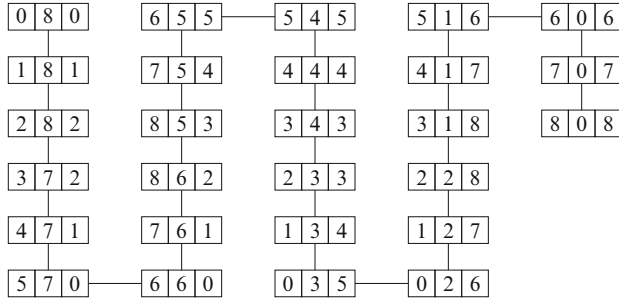 0 8 0 6 5 5 5 4 5 5 1 6 6 0 6
1 8 1 7 5 4 4 4 4 4 1 7 7 0 7
2 8 2 8 5 3 3 4 3 3 1 8 8 0 8
3 7 2 8 6 2 2 3 3 2 2 8
4 7 1 7 6 1 1 3 4 1 2 7
5 7 0 6 6 0 0 3 5 0 2 6